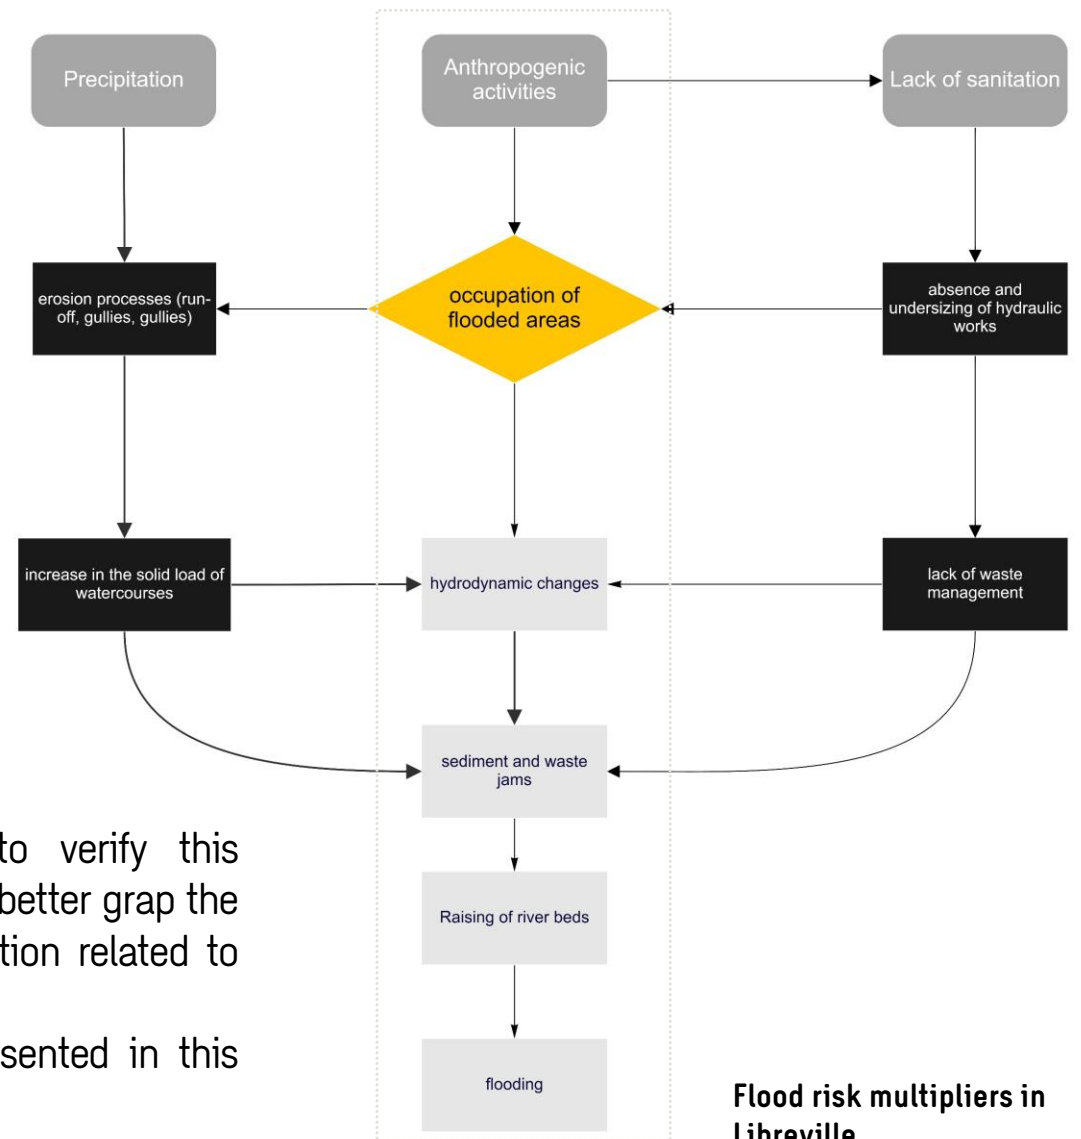 Precipitation
Anthropogenic
activities
Lack of sanitation
erosion processes (run-
off, gullies, gullies)
occupation of
flooded areas
absence and
undersizing of hydraulic
works
increase in the solid load of
watercourses
hydrodynamic changes
lack of waste
management
sediment and waste
jams
to verify this
better grap the
tion related to
sented in this
Raising of river beds
flooding
Flood risk multipliers in
Libreville